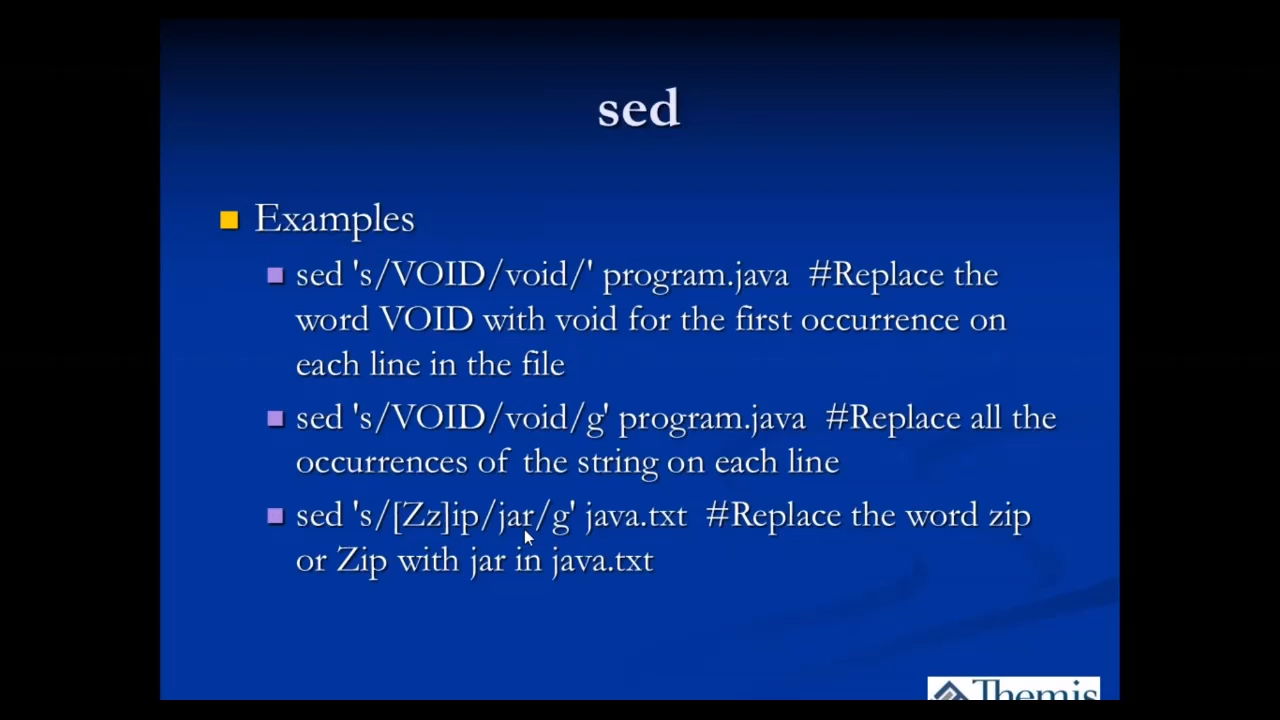 sed
Examples
sed 's/VOID/void/' program.java #Replace the
word VOID with void for the first occurrence on
each line in the file
sed 's/VOID/void/g' program.java #Replace all the
occurrences of the string on each line
sed 's/[Zz]ip/jar/g' java.txt #Replace the word zip
or Zip with jar in java.txt
Themis